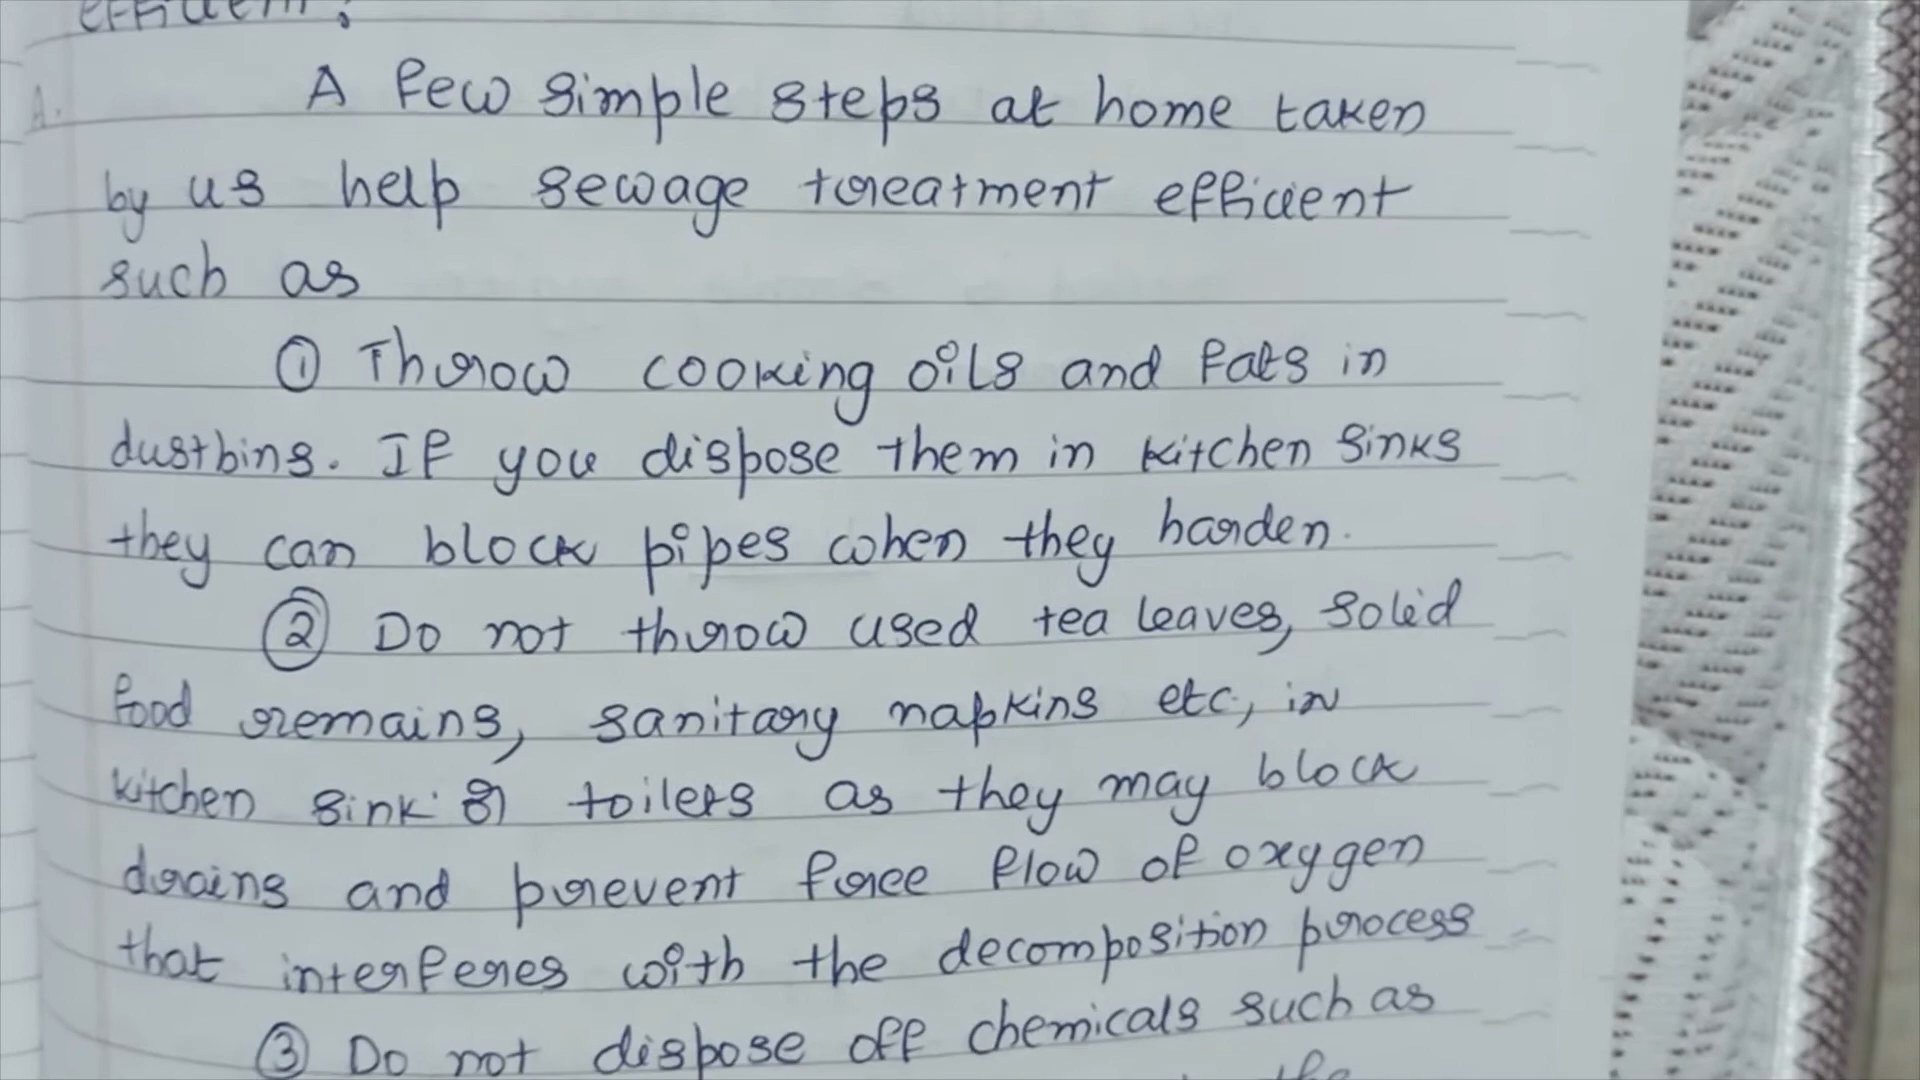 efficient?
A.
A few simple steps at home taken
by us help sewage treatment efficient
such as
① Throw cooking oils and fats in
dustbins. If you dispose them in kitchen sinks
they can block pipes when they harden.
② Do not throw used tea leaves, solid
food remains, sanitary napkins etc, in
kitchen sink or toilets as they may block
drains and prevent free flow of oxygen
that interferes with the decomposition process
③ Do not dispose off chemicals such as
the